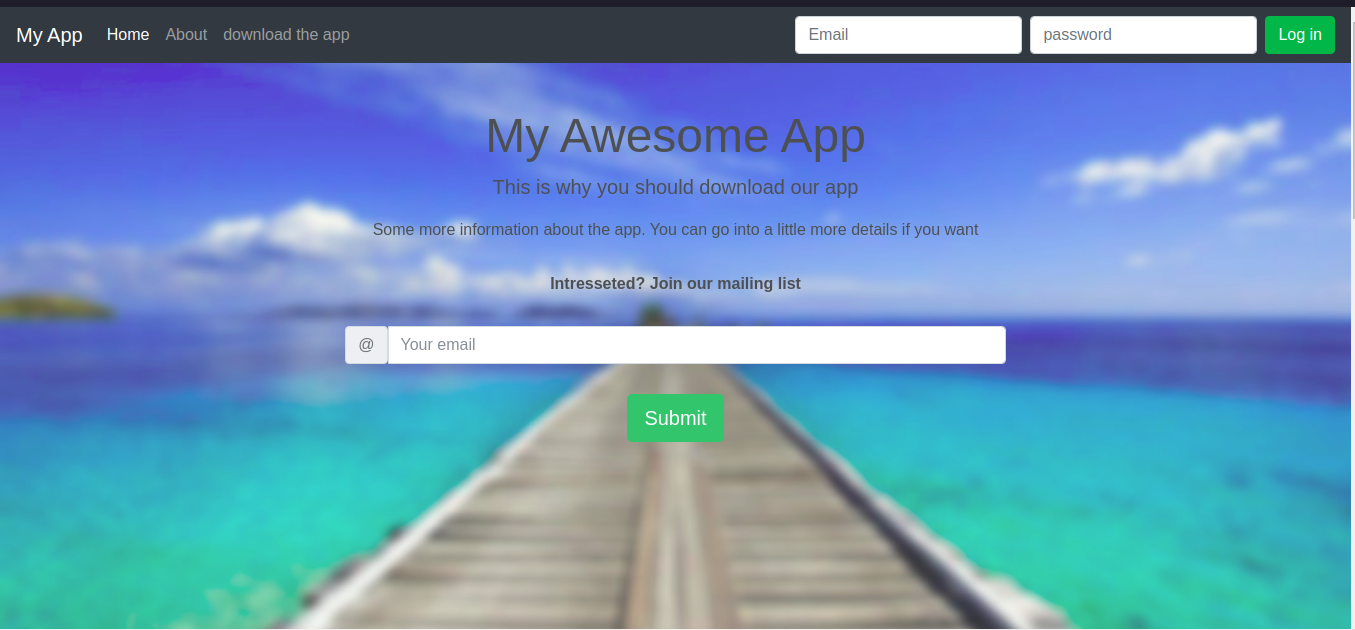 My App Home About download the app Email password Log in
My Awesome App
This is why you should download our app
Some more information about the app. You can go into a little more details if you want
Intresseted? Join our mailing list
@ Your email
Submit